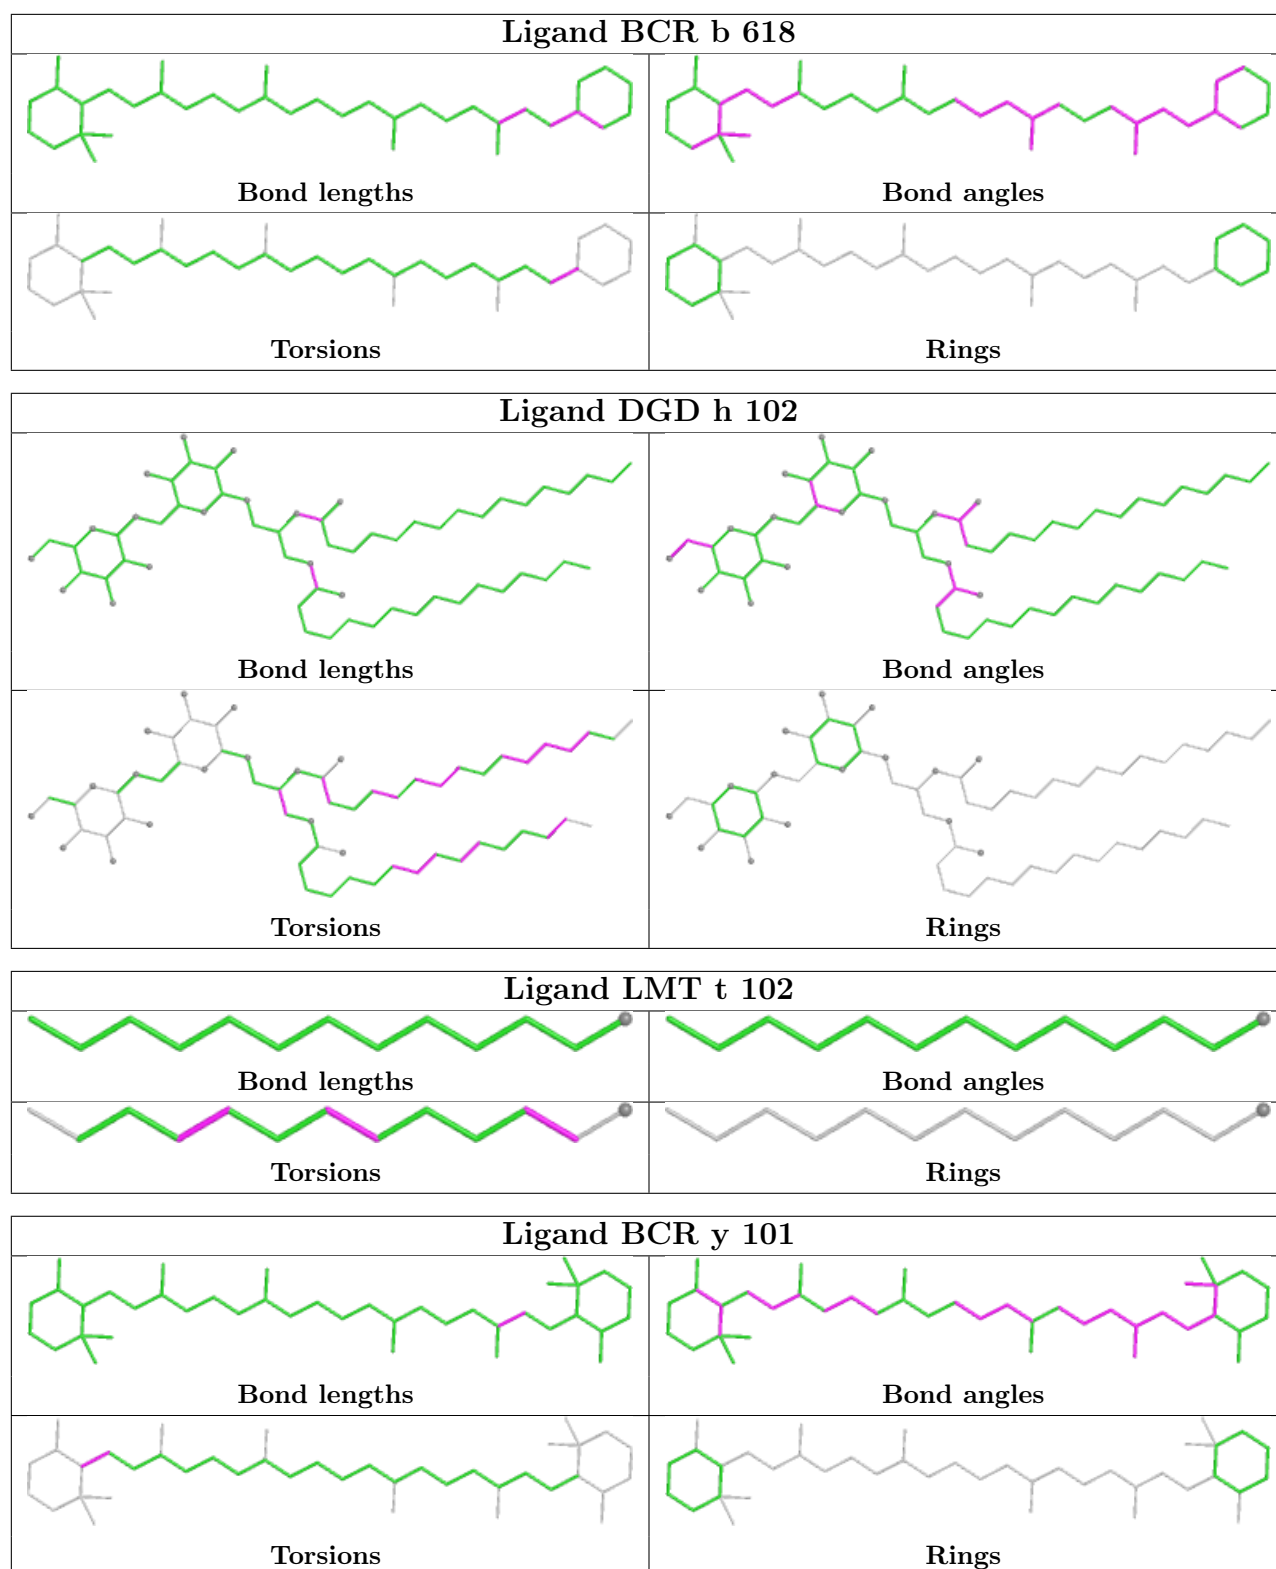 Ligand BCR b 618
Bond lengths
Bond angles
Torsions
Rings
Ligand DGD h 102
Bond lengths
Bond angles
Torsions
Rings
Ligand LMT t 102
Bond lengths
Bond angles
Torsions
Rings
Ligand BCR y 101
Bond lengths
Bond angles
Torsions
Rings